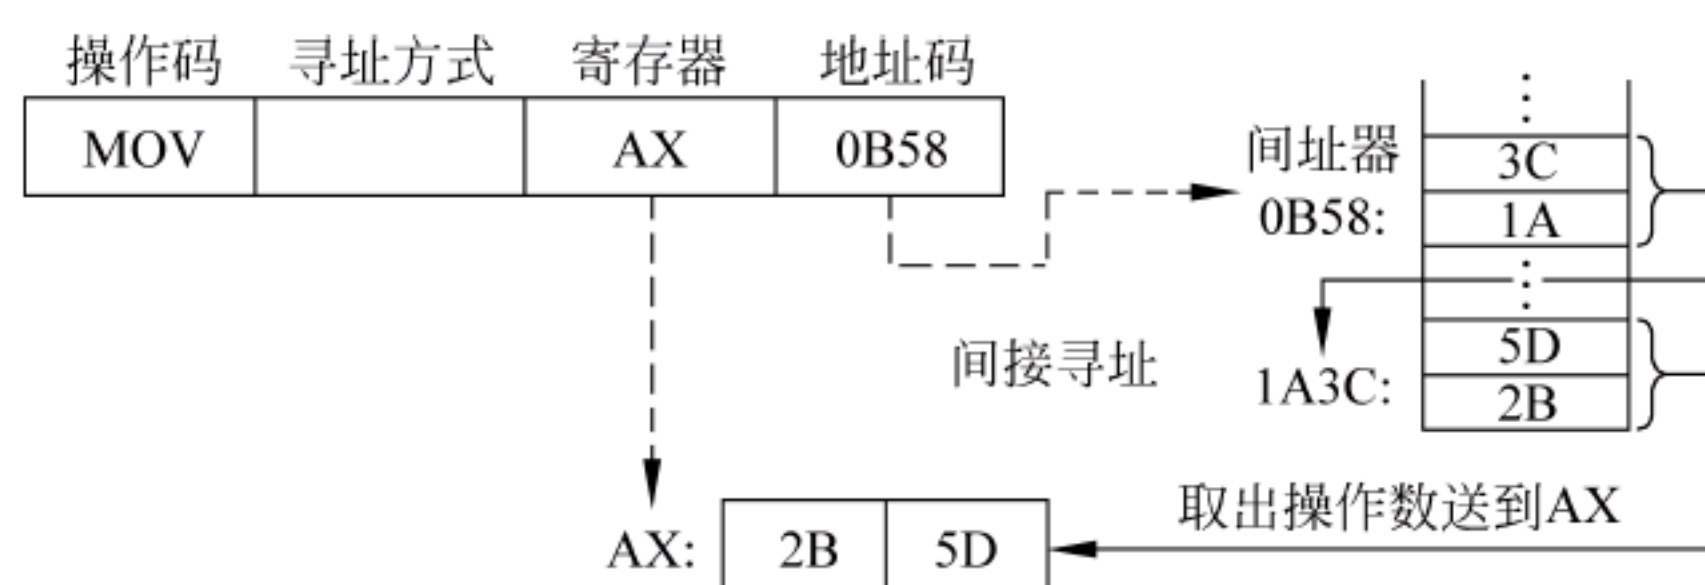 操作码 寻址方式 寄存器 地址码
MOV AX 0B58
间址器
0B58:
3C
1A
间接寻址
1A3C:
5D
2B
取出操作数送到AX
AX: 2B 5D